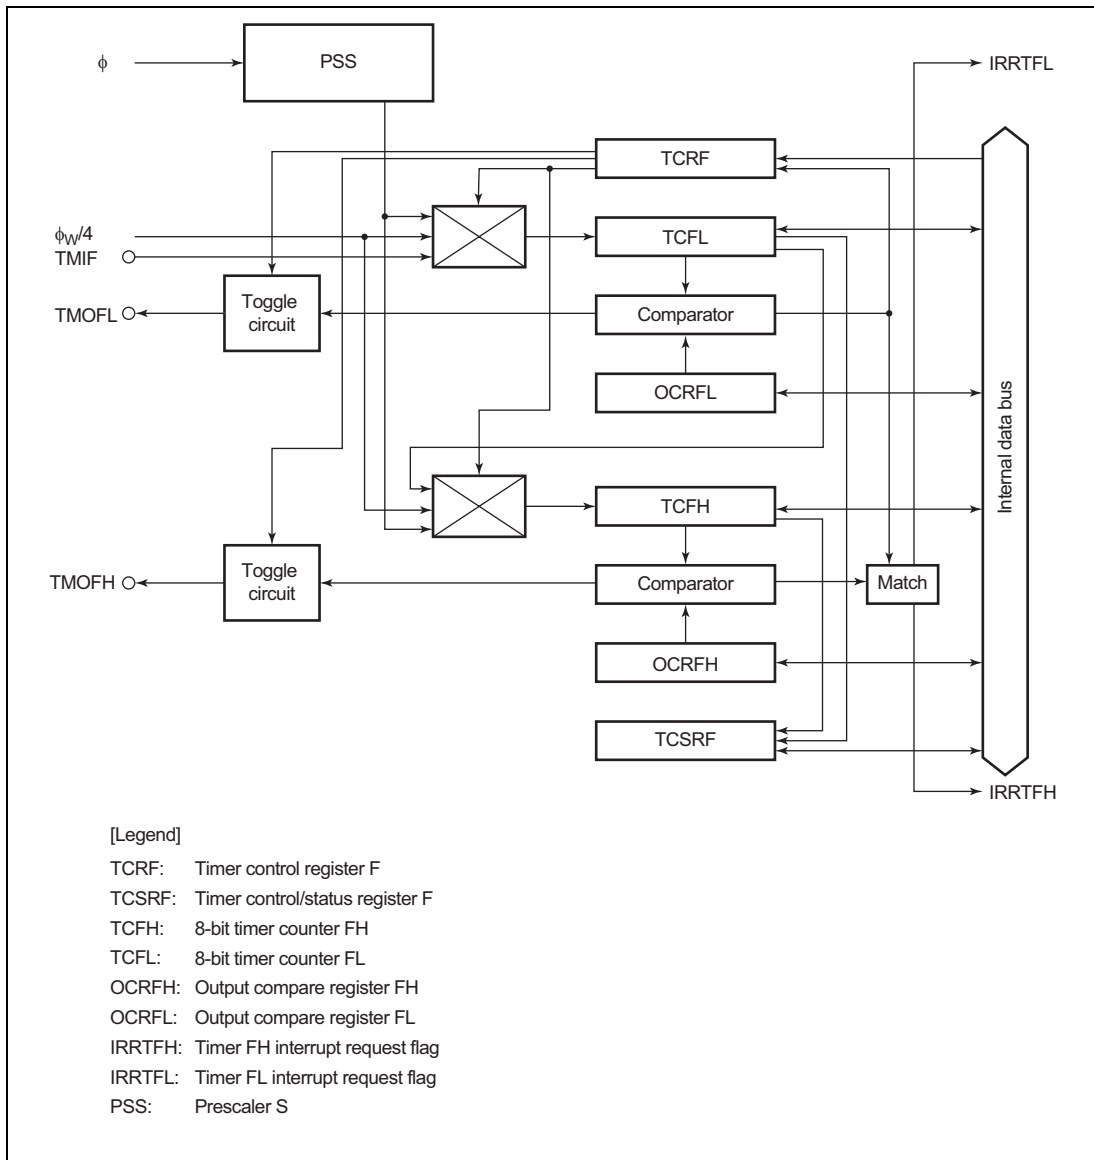 ϕ
PSS
IRRTFL
TCRF
ϕW/4
TMIF
TCFL
TMOFL
Toggle
circuit
Comparator
OCRFL
Internal data bus
TCFH
TMOFH
Toggle
circuit
Comparator
Match
OCRFH
TCSRF
IRRTFH
[Legend]
TCRF: Timer control register F
TCSRF: Timer control/status register F
TCFH: 8-bit timer counter FH
TCFL: 8-bit timer counter FL
OCRFH: Output compare register FH
OCRFL: Output compare register FL
IRRTFH: Timer FH interrupt request flag
IRRTFL: Timer FL interrupt request flag
PSS: Prescaler S